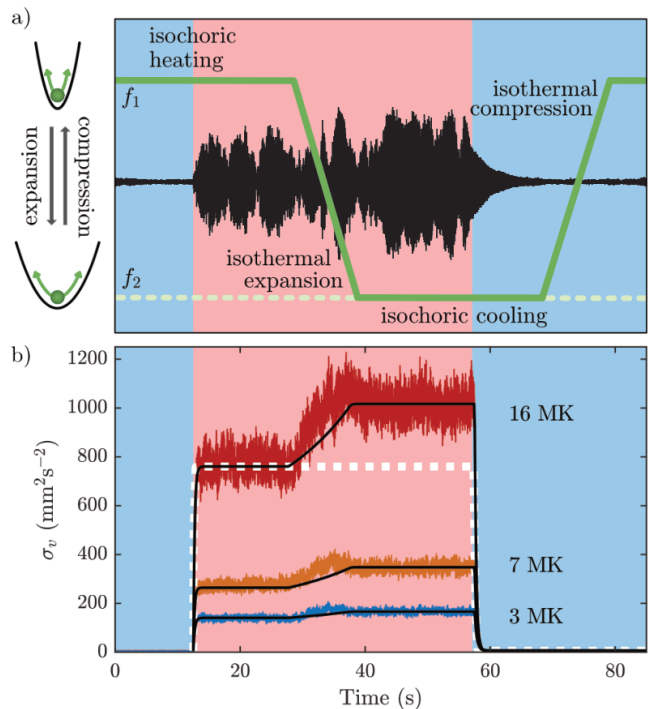 a)
isochoric
heating
isothermal
compression
f₁
expansion
compression
isothermal
expansion
f₂
isochoric cooling
b)
1200
1000
800
600
400
200
0
σᵥ (mm²s⁻²)
16 MK
7 MK
3 MK
0
20
40
60
80
Time (s)